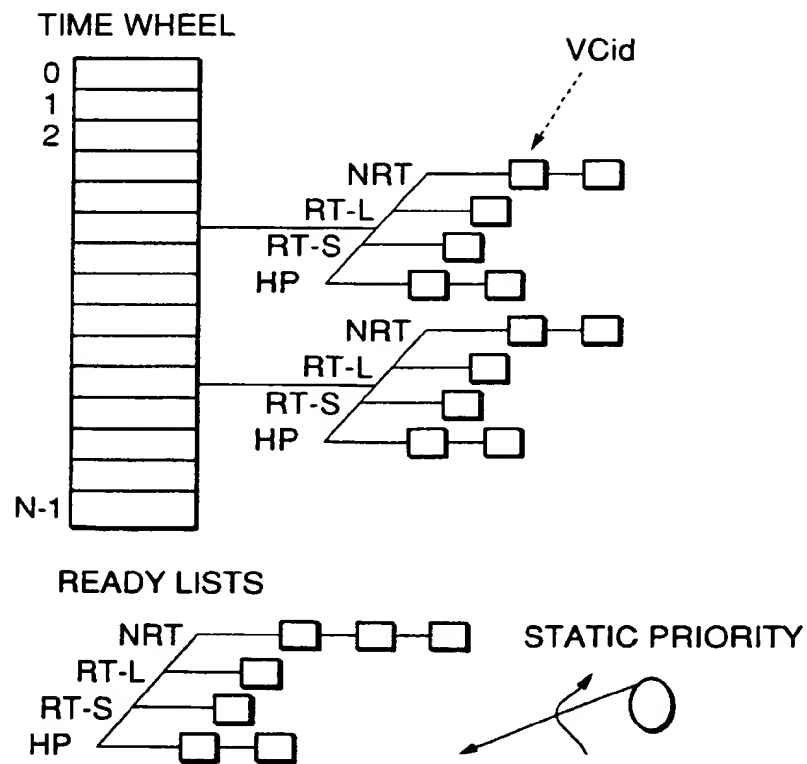 TIME WHEEL
0
1
2
N-1
VCid
NRT
RT-L
RT-S
HP
NRT
RT-L
RT-S
HP
READY LISTS
NRT
RT-L
RT-S
HP
STATIC PRIORITY